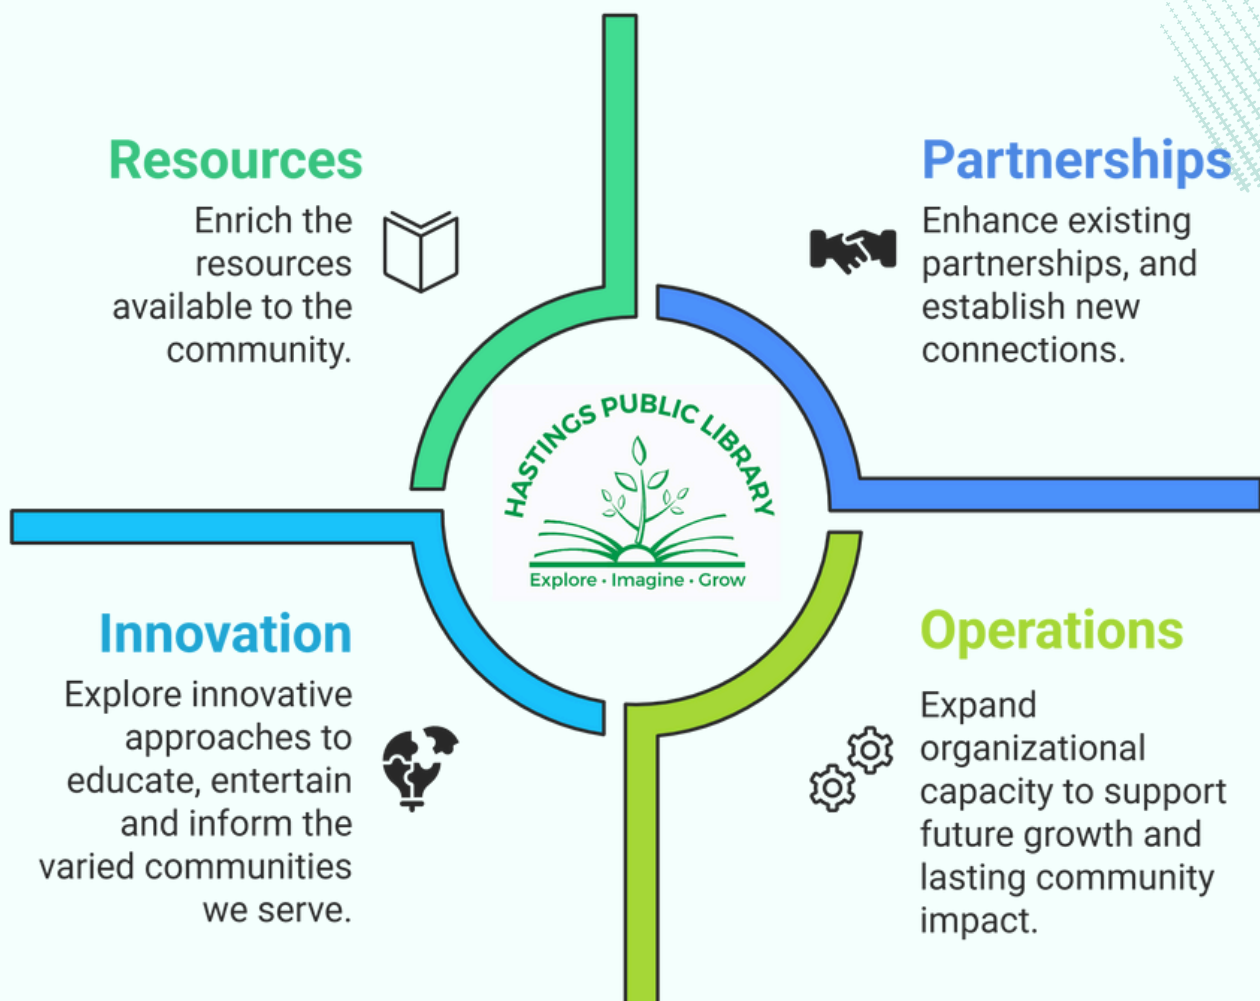 Resources
Enrich the
resources
available to the
community.
Partnerships
Enhance existing
partnerships, and
establish new
connections.
HASTINGS PUBLIC LIBRARY
Explore · Imagine · Grow
Innovation
Explore innovative
approaches to
educate, entertain
and inform the
varied communities
we serve.
Operations
Expand
organizational
capacity to support
future growth and
lasting community
impact.